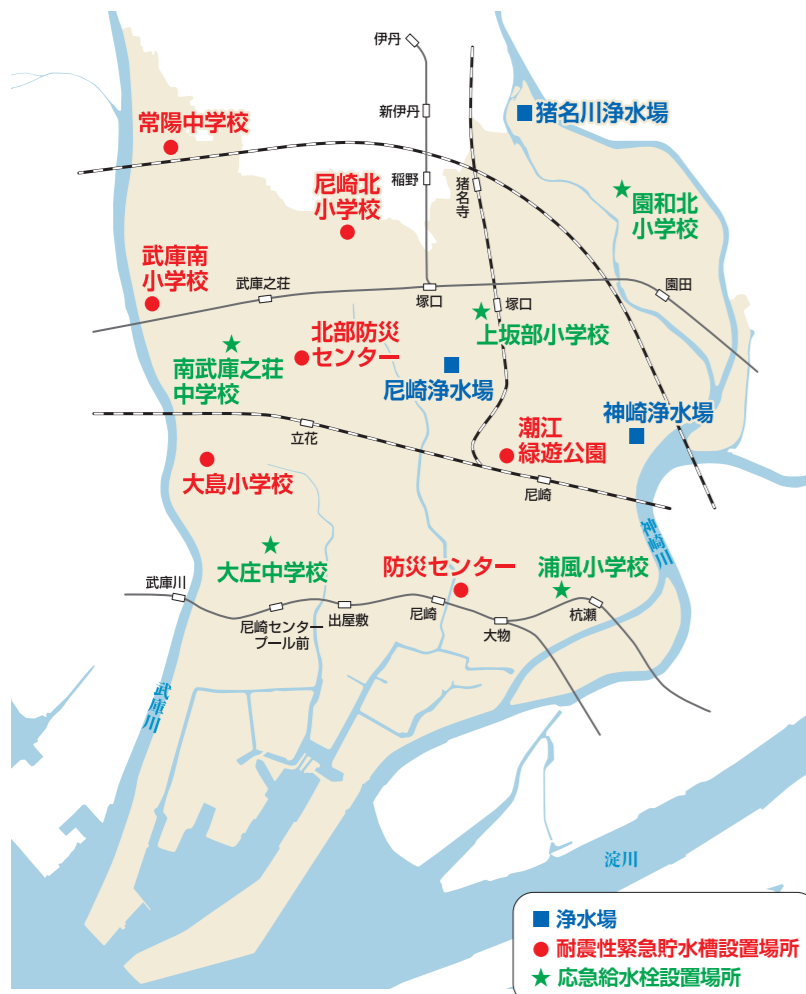 伊丹
新伊丹
猪名川浄水場
常陽中学校
尼崎北
小学校
稲野
猪名寺
園和北
小学校
武庫南
小学校
武庫之荘
塚口
塚口
園田
北部防災
センター
上坂部小学校
南武庫之荘
中学校
尼崎浄水場
神崎浄水場
立花
潮江
緑遊公園
大島小学校
尼崎
神崎川
大庄中学校
防災センター
浦風小学校
武庫川
尼崎センター
プール前
出屋敷
尼崎
大物
杭瀬
武庫川
淀川
浄水場
耐震性緊急貯水槽設置場所
応急給水栓設置場所